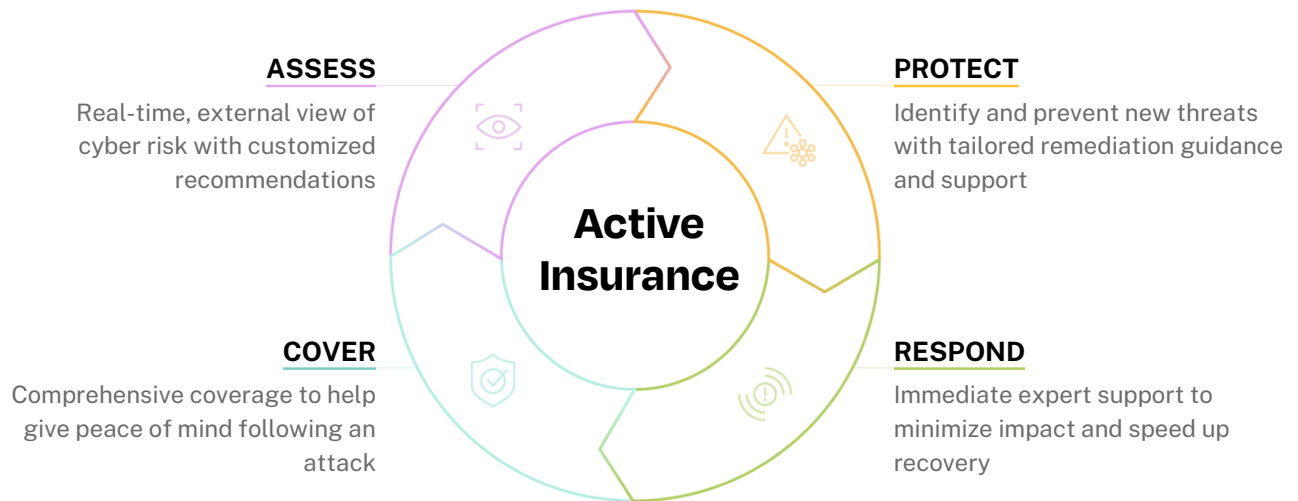 ASSESS
Real-time, external view of
cyber risk with customized
recommendations
PROTECT
Identify and prevent new threats
with tailored remediation guidance
and support
Active
Insurance
COVER
Comprehensive coverage to help
give peace of mind following an
attack
RESPOND
Immediate expert support to
minimize impact and speed up
recovery